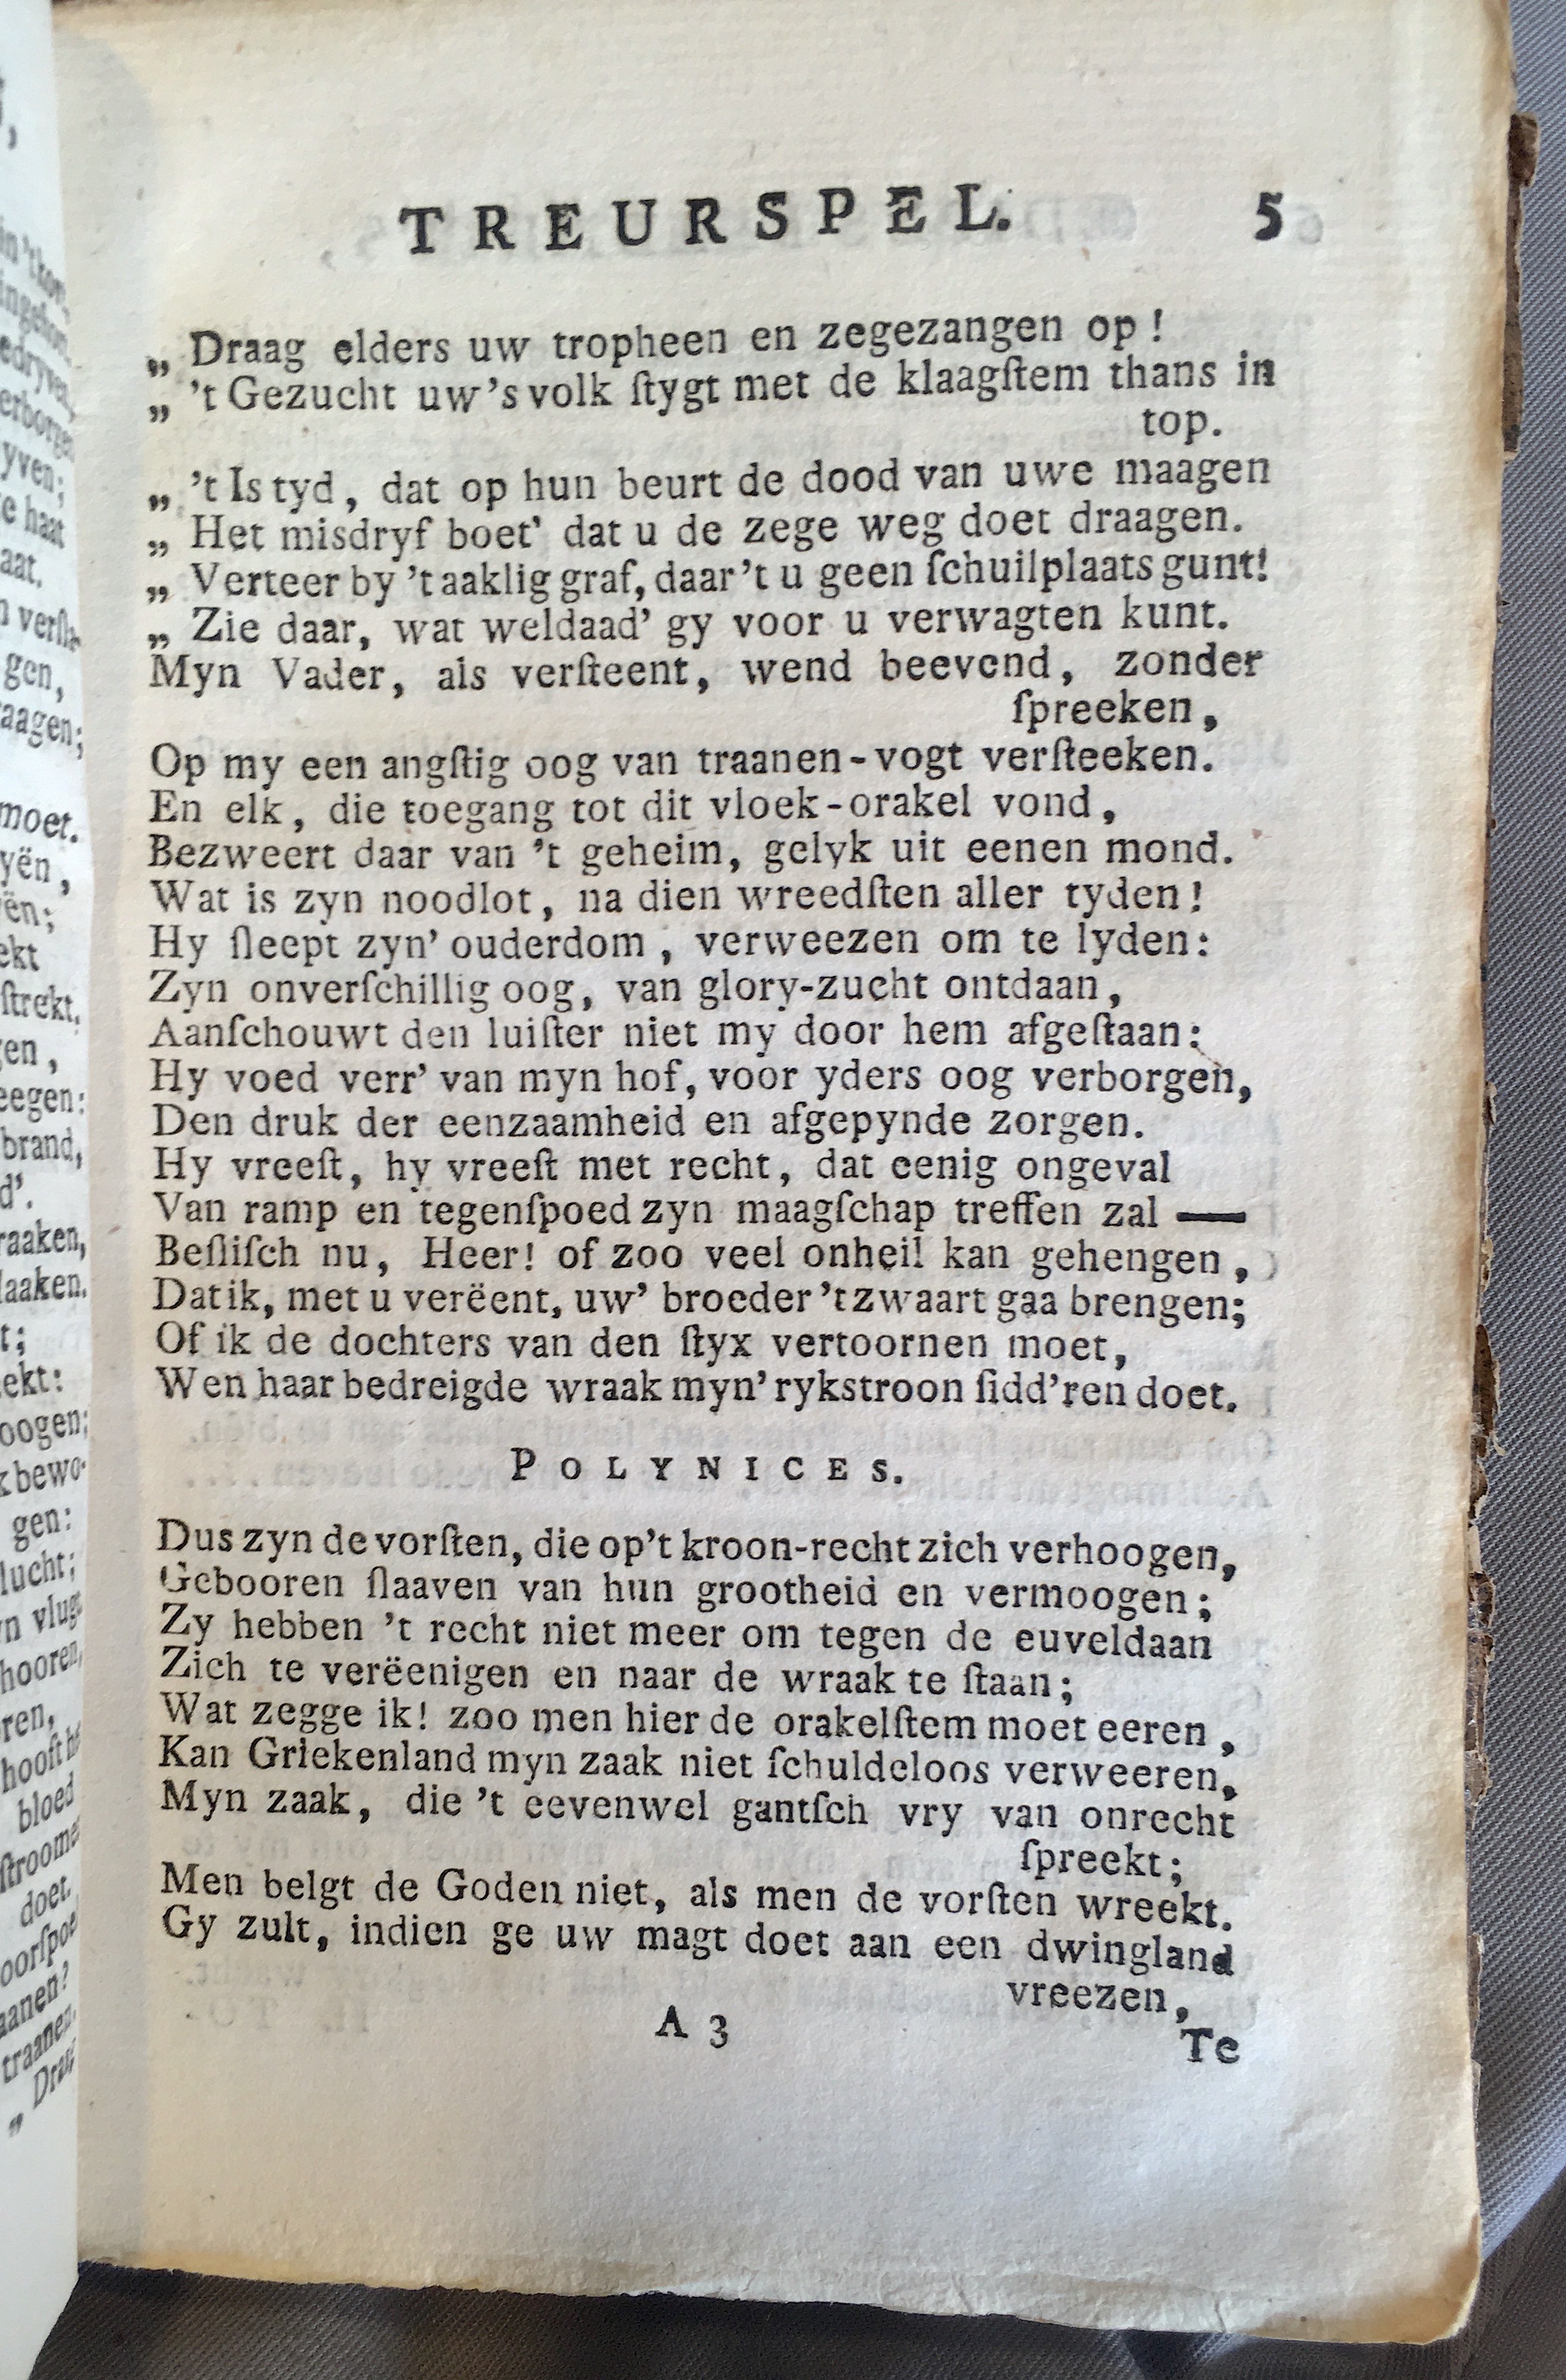 TREURSPEL. 5
„ Draag elders uw tropheen en zegezangen op!
„ 't Gezucht uw's volk ſtygt met de klaagſtem thans in
top.
„ 't Is tyd, dat op hun beurt de dood van uwe maagen
„ Het misdryf boet' dat u de zege weg doet draagen.
„ Verteer by 't aaklig graf, daar 't u geen ſchuilplaats gunt!
„ Zie daar, wat weldaad' gy voor u verwagten kunt.
Myn Vader, als verſteent, wend beevend, zonder
ſpreeken,
Op my een angſtig oog van traanen-vogt verſteeken.
En elk, die toegang tot dit vloek-orakel vond,
Bezweert daar van 't geheim, gelyk uit eenen mond.
Wat is zyn noodlot, na dien wreedſten aller tyden!
Hy ſleept zyn' ouderdom, verweezen om te lyden:
Zyn onverſchillig oog, van glory-zucht ontdaan,
Aanſchouwt den luiſter niet my door hem afgeſtaan:
Hy voed verr' van myn hof, voor yders oog verborgen,
Den druk der eenzaamheid en afgepynde zorgen.
Hy vreeſt, hy vreeſt met recht, dat eenig ongeval
Van ramp en tegenſpoed zyn maagſchap treffen zal —
Beſliſch nu, Heer! of zoo veel onheil kan gehengen,
Dat ik, met u verëent, uw' broeder 't zwaart gaa brengen;
Of ik de dochters van den ſtyx vertoornen moet,
Wen haar bedreigde wraak myn' rykstroon ſidd'ren doet.
POLYNICES.
Dus zyn de vorſten, die op 't kroon-recht zich verhoogen,
Gebooren ſlaaven van hun grootheid en vermoogen;
Zy hebben 't recht niet meer om tegen de euveldaan
Zich te verëenigen en naar de wraak te ſtaan;
Wat zegge ik! zoo men hier de orakelſtem moet eeren,
Kan Griekenland myn zaak niet ſchuldeloos verweeren,
Myn zaak, die 't eevenwel gantſch vry van onrecht
ſpreekt;
Men belgt de Goden niet, als men de vorſten wreekt.
Gy zult, indien ge uw magt doet aan een dwingland
vreezen,
A 3
Te